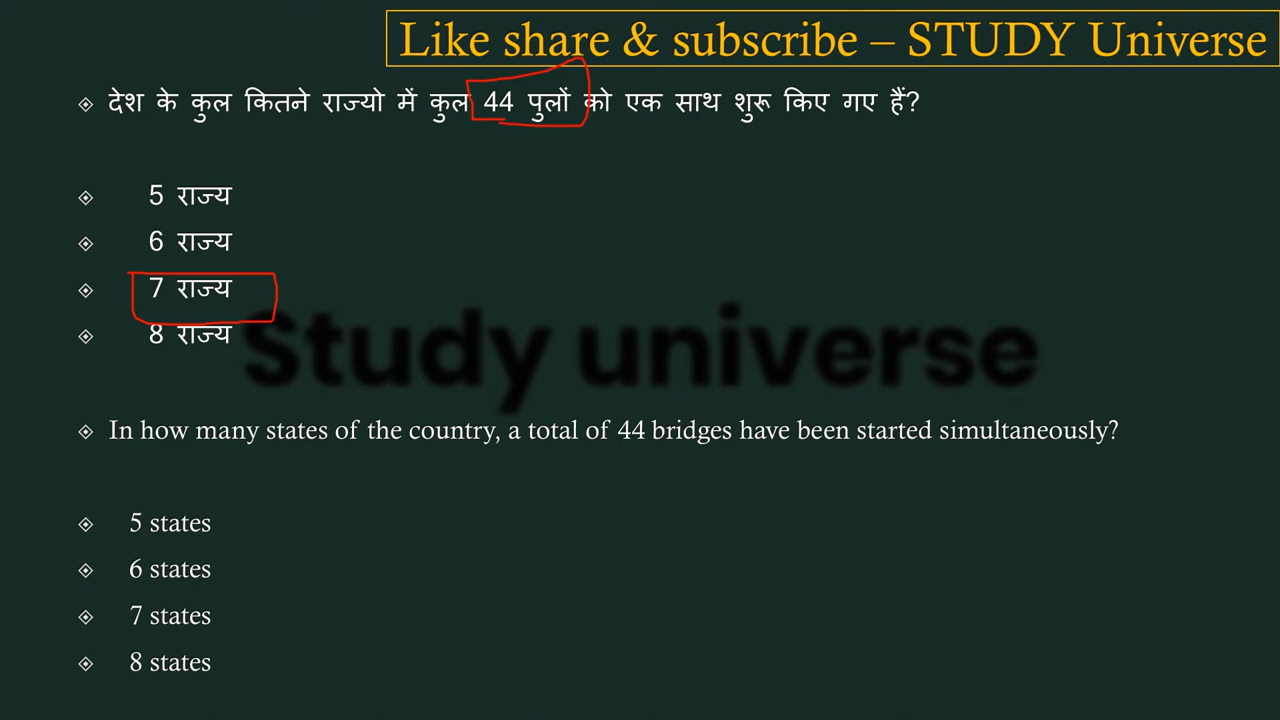 Like share & subscribe – STUDY Universe
देश के कुल कितने राज्यो में कुल 44 पुलों को एक साथ शुरू किए गए हैं?
5 राज्य
6 राज्य
7 राज्य
8 राज्य
Study universe
In how many states of the country, a total of 44 bridges have been started simultaneously?
5 states
6 states
7 states
8 states